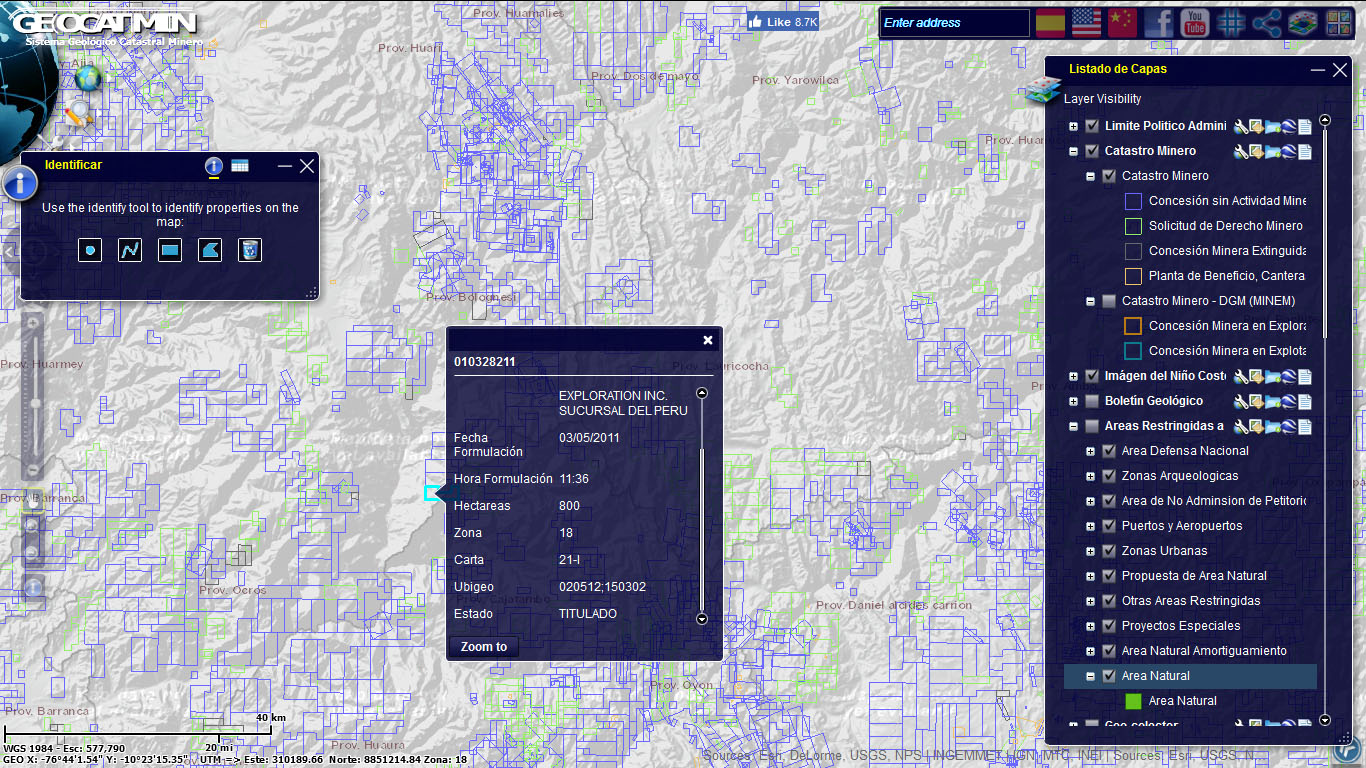 GEOCATMIN
Sistema Geológico Catastral Minero
Like 8.7K
Enter address
You
Tube
Prov. Huamalies
Prov. Huari
Prov. Dos de mayo
Prov. Yarowilca
Prov. Bolognesi
Prov. Huarmey
Prov. Lauricocha
Prov. Barranca
Prov. Ocros
Prov. Cajatambo
Prov. Daniel alcides carrion
Prov. Oyon
Prov. Barranca
Prov. Huaura
Identificar
Use the identify tool to identify properties on the
map:
010328211
EXPLORATION INC.
SUCURSAL DEL PERU
Fecha
Formulación 03/05/2011
Hora Formulación 11:36
Hectareas 800
Zona 18
Carta 21-I
Ubigeo 020512;150302
Estado TITULADO
Zoom to
Listado de Capas
Layer Visibility
Limite Politico Admini
Catastro Minero
Catastro Minero
Concesión sin Actividad Mine
Solicitud de Derecho Minero
Concesión Minera Extinguida
Planta de Beneficio, Cantera
Catastro Minero - DGM (MINEM)
Concesión Minera en Explora
Concesión Minera en Explota
Imágen del Niño Coste
Boletín Geológico
Areas Restringidas a
Area Defensa Nacional
Zonas Arqueologicas
Area de No Adminsion de Petitorio
Puertos y Aeropuertos
Zonas Urbanas
Propuesta de Area Natural
Otras Areas Restringidas
Proyectos Especiales
Area Natural Amortiguamiento
Area Natural
Area Natural
Geo selector
40 km
20 mi
WGS 1984 - Esc: 577,790
GEO X: -76°44'1.54" Y: -10°23'15.35" UTM => Este: 310189.30 Norte: 8851217.84 Zona: 18
Sources: Esri, DeLorme, USGS, NPS | INGEMMET, IGN, MTC, INEI | Sources: Esri, USGS, N...